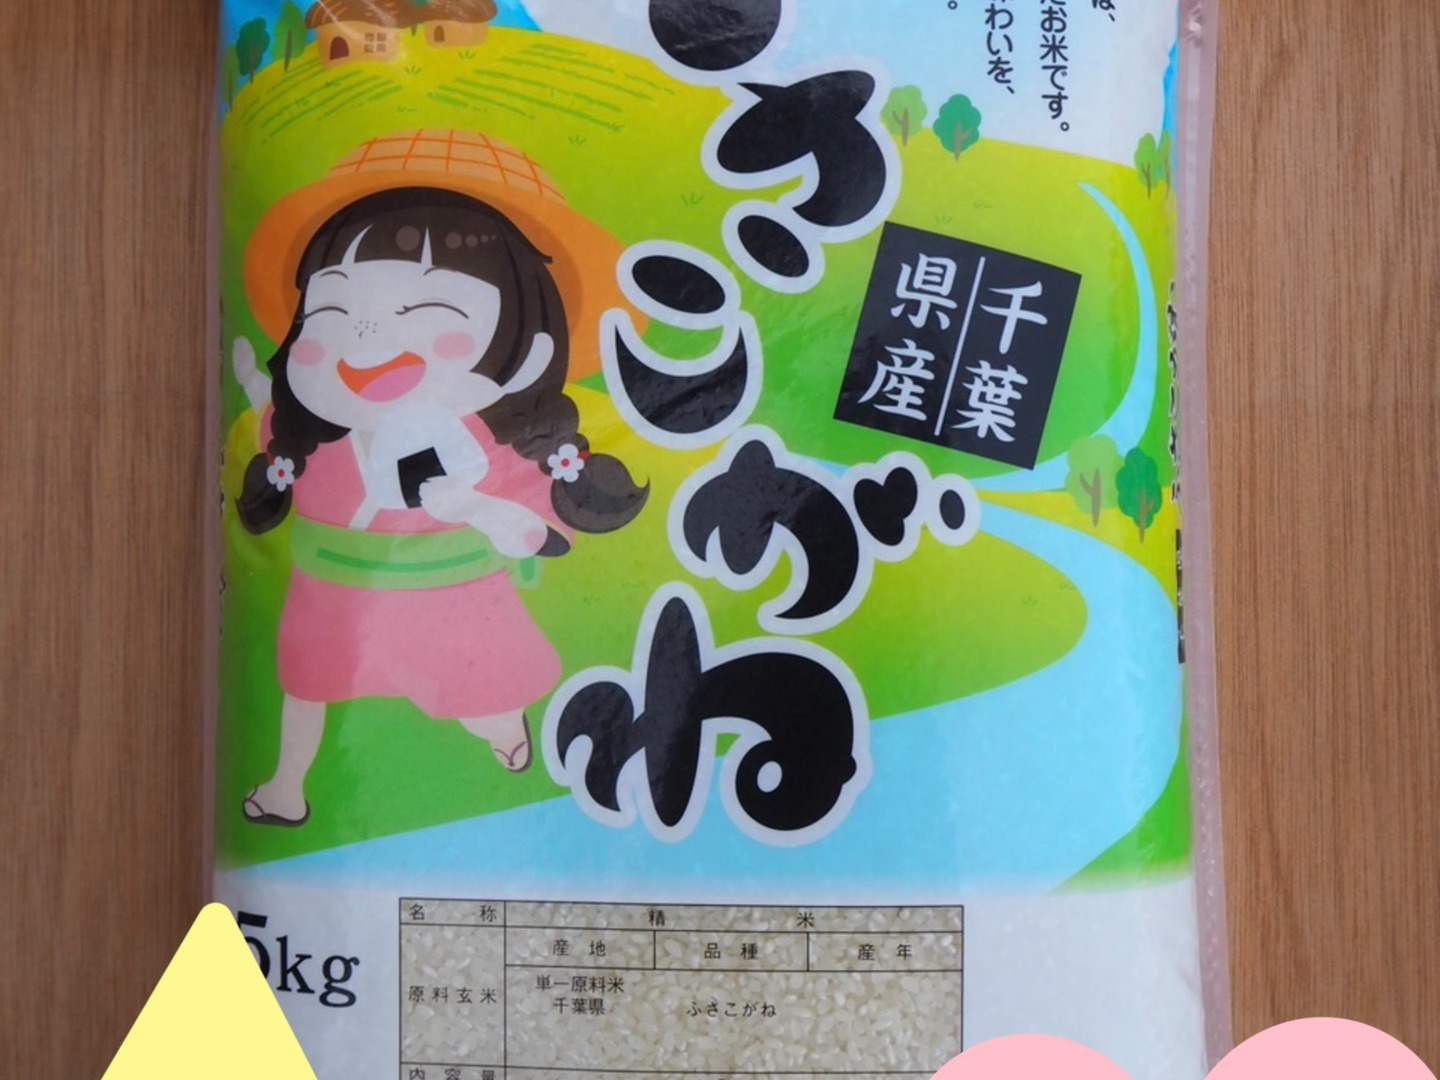 は、
たお米です。
わいを、
。
さこがね
千葉
県産
5kg
名称 精米
産地 品種 産年
原料玄米 単一原料米 ふさこがね
千葉県
内容量